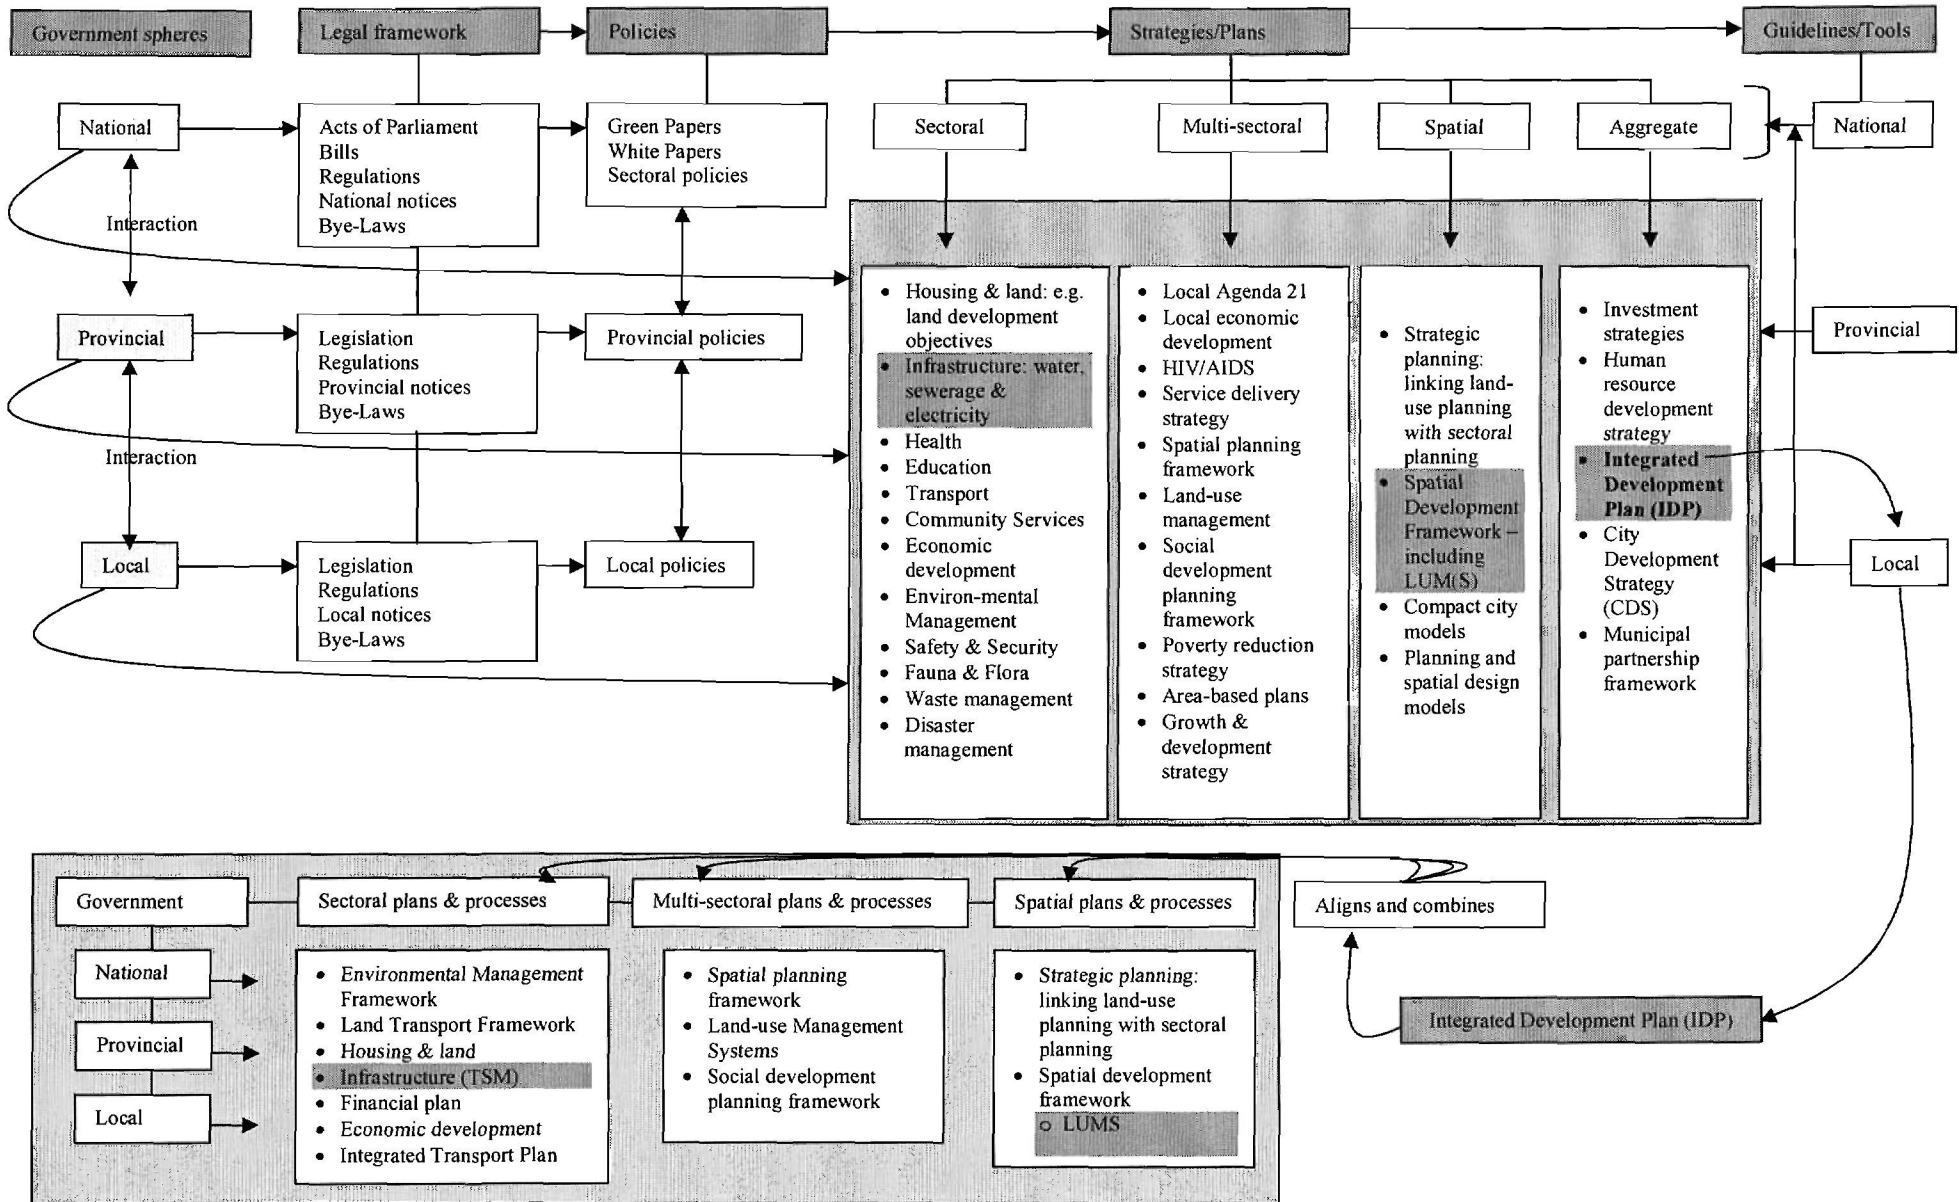 Government spheres
Legal framework
Policies
Strategies/Plans
Guidelines/Tools
National
Interaction
Provincial
Interaction
Local
Acts of Parliament
Bills
Regulations
National notices
Bye-Laws
Legislation
Regulations
Provincial notices
Bye-Laws
Legislation
Regulations
Local notices
Bye-Laws
Green Papers
White Papers
Sectoral policies
Provincial policies
Local policies
Sectoral
Multi-sectoral
Spatial
Aggregate
National
Provincial
Local
• Housing & land: e.g.
land development
objectives
• Infrastructure: water,
sewerage &
electricity
• Health
• Education
• Transport
• Community Services
• Economic
development
• Environ-mental
Management
• Safety & Security
• Fauna & Flora
• Waste management
• Disaster
management
• Local Agenda 21
• Local economic
development
• HIV/AIDS
• Service delivery
strategy
• Spatial planning
framework
• Land-use
management
• Social
development
planning
framework
• Poverty reduction
strategy
• Area-based plans
• Growth &
development
strategy
• Strategic
planning:
linking land-
use planning
with sectoral
planning
• Spatial
Development
Framework –
including
LUM(S)
• Compact city
models
• Planning and
spatial design
models
• Investment
strategies
• Human
resource
development
strategy
• Integrated
Development
Plan (IDP)
• City
Development
Strategy
(CDS)
• Municipal
partnership
framework
Government
National
Provincial
Local
Sectoral plans & processes
• Environmental Management
Framework
• Land Transport Framework
• Housing & land
• Infrastructure (TSM)
• Financial plan
• Economic development
• Integrated Transport Plan
Multi-sectoral plans & processes
• Spatial planning
framework
• Land-use Management
Systems
• Social development
planning framework
Spatial plans & processes
• Strategic planning:
linking land-use
planning with sectoral
planning
• Spatial development
framework
o LUMS
Aligns and combines
Integrated Development Plan (IDP)